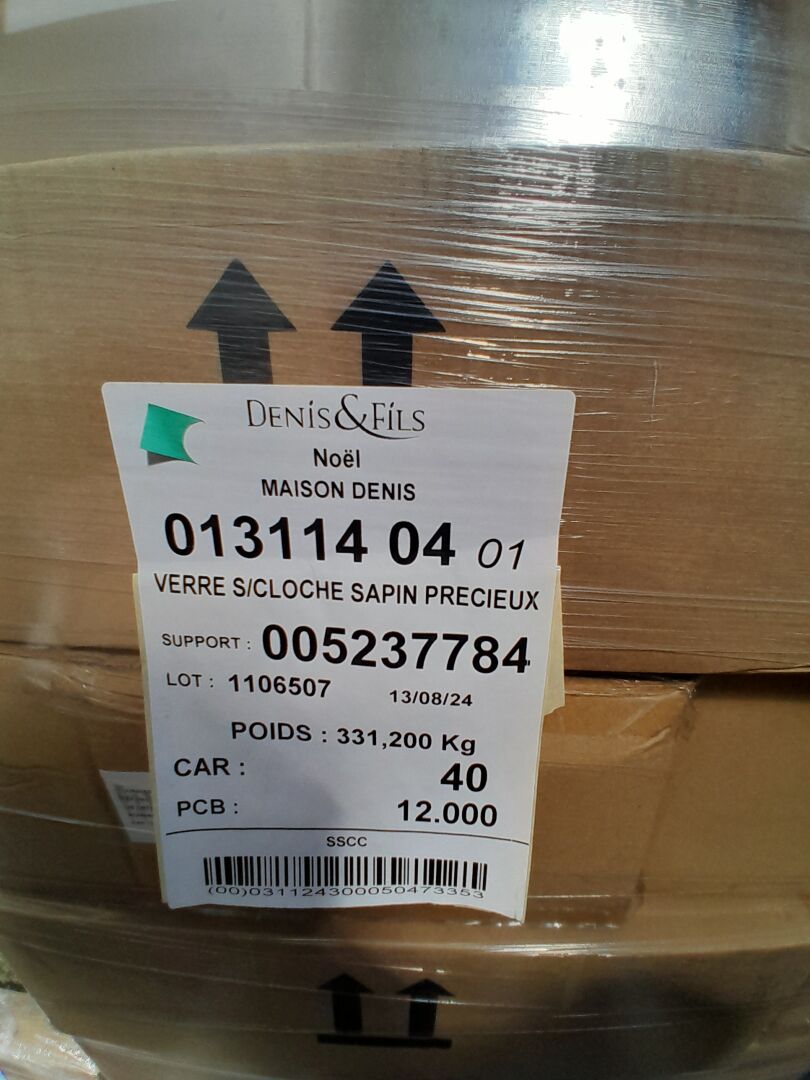 DENIS&FILS
Noël
MAISON DENIS
013114 04 01
VERRE S/CLOCHE SAPIN PRECIEUX
SUPPORT : 005237784
LOT : 1106507 13/08/24
POIDS : 331,200 Kg
CAR : 40
PCB : 12.000
SSCC
(00)031124300050473353